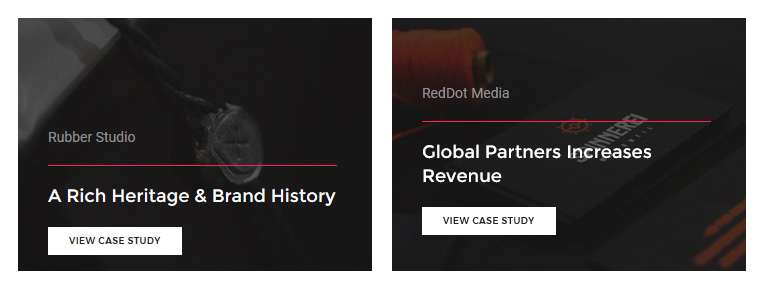 Rubber Studio
A Rich Heritage & Brand History
VIEW CASE STUDY
RedDot Media
Global Partners Increases
Revenue
VIEW CASE STUDY